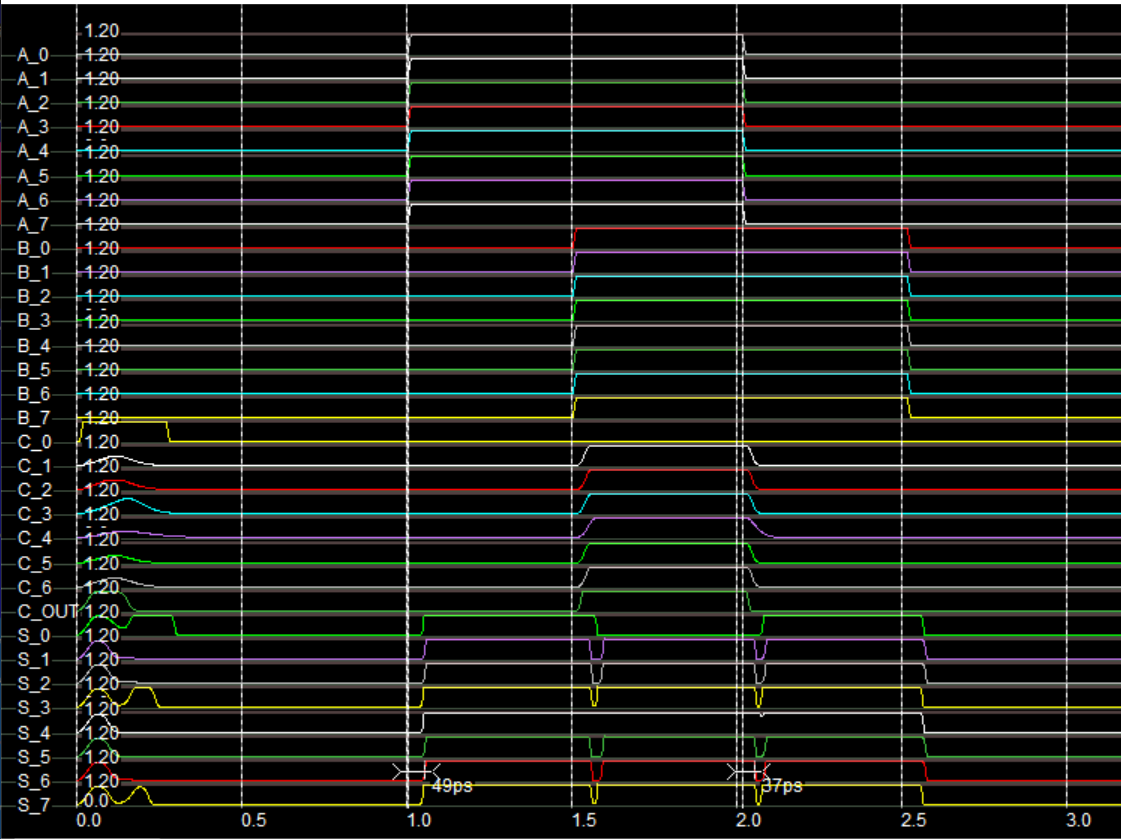 1.20
A_0 1.20
A_1 1.20
A_2 1.20
A_3 1.20
A_4 1.20
A_5 1.20
A_6 1.20
A_7 1.20
B_0 1.20
B_1 1.20
B_2 1.20
B_3 1.20
B_4 1.20
B_5 1.20
B_6 1.20
B_7 1.20
C_0 1.20
C_1 1.20
C_2 1.20
C_3 1.20
C_4 1.20
C_5 1.20
C_6 1.20
C_OUT 1.20
S_0 1.20
S_1 1.20
S_2 1.20
S_3 1.20
S_4 1.20
S_5 1.20
S_6 1.20
49ps 37ps
S_7 0.0
0.0 0.5 1.0 1.5 2.0 2.5 3.0